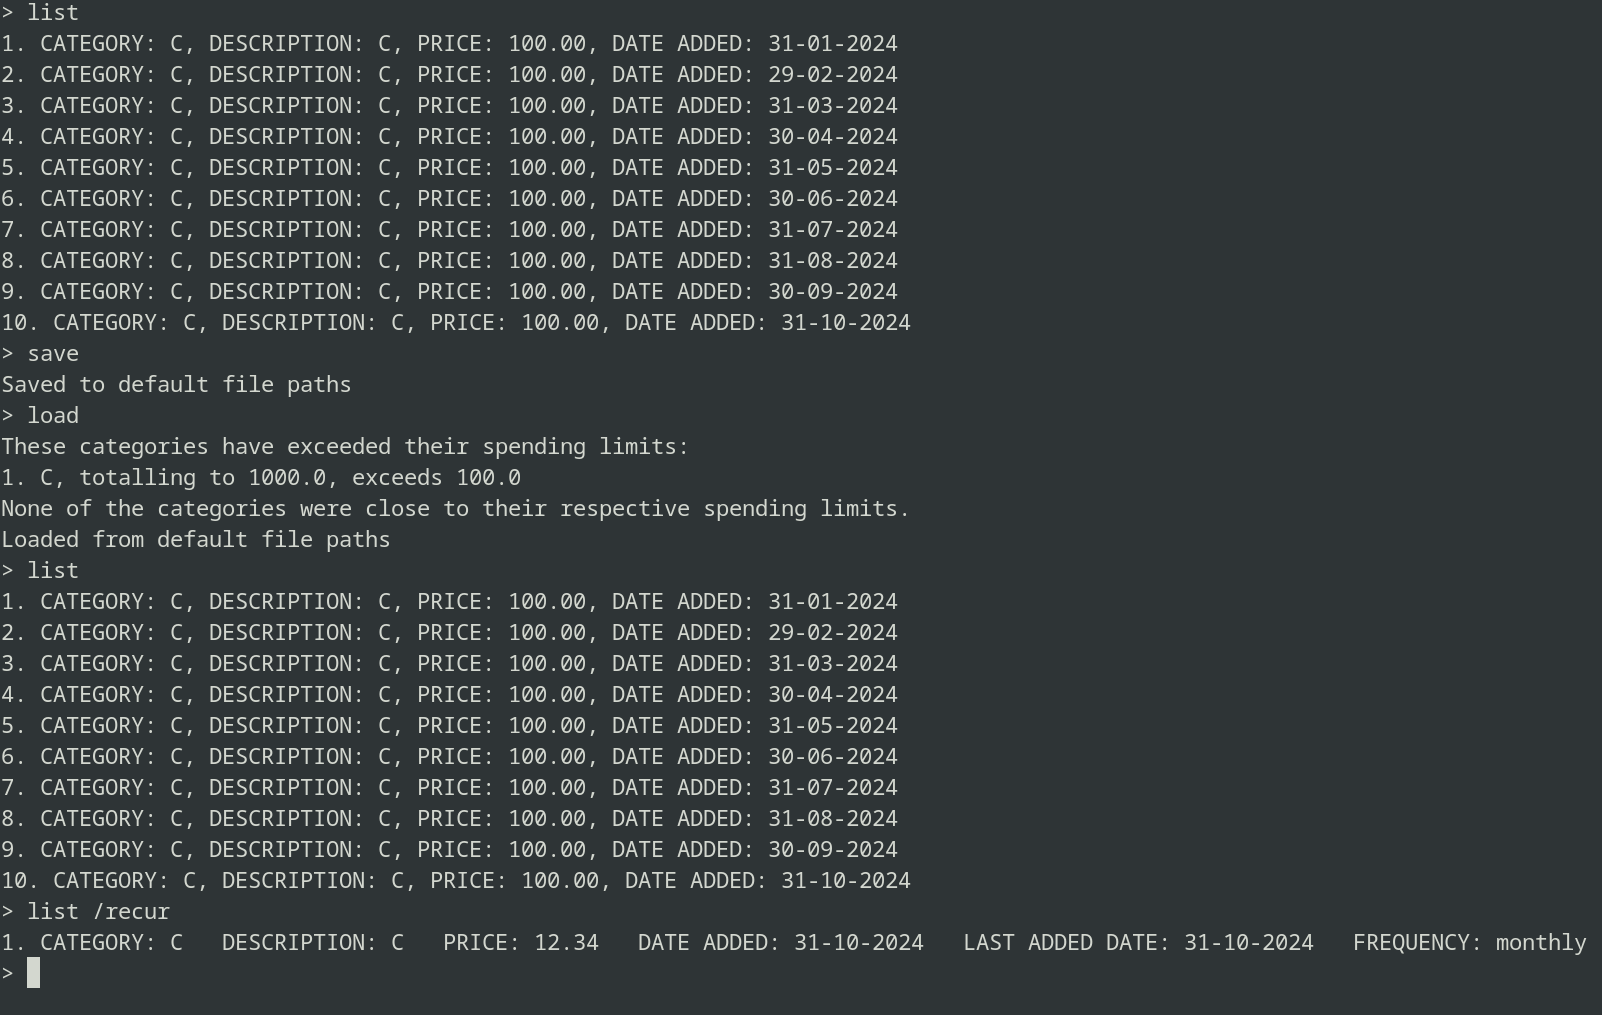 > list
1. CATEGORY: C, DESCRIPTION: C, PRICE: 100.00, DATE ADDED: 31-01-2024
2. CATEGORY: C, DESCRIPTION: C, PRICE: 100.00, DATE ADDED: 29-02-2024
3. CATEGORY: C, DESCRIPTION: C, PRICE: 100.00, DATE ADDED: 31-03-2024
4. CATEGORY: C, DESCRIPTION: C, PRICE: 100.00, DATE ADDED: 30-04-2024
5. CATEGORY: C, DESCRIPTION: C, PRICE: 100.00, DATE ADDED: 31-05-2024
6. CATEGORY: C, DESCRIPTION: C, PRICE: 100.00, DATE ADDED: 30-06-2024
7. CATEGORY: C, DESCRIPTION: C, PRICE: 100.00, DATE ADDED: 31-07-2024
8. CATEGORY: C, DESCRIPTION: C, PRICE: 100.00, DATE ADDED: 31-08-2024
9. CATEGORY: C, DESCRIPTION: C, PRICE: 100.00, DATE ADDED: 30-09-2024
10. CATEGORY: C, DESCRIPTION: C, PRICE: 100.00, DATE ADDED: 31-10-2024
> save
Saved to default file paths
> load
These categories have exceeded their spending limits:
1. C, totalling to 1000.0, exceeds 100.0
None of the categories were close to their respective spending limits.
Loaded from default file paths
> list
1. CATEGORY: C, DESCRIPTION: C, PRICE: 100.00, DATE ADDED: 31-01-2024
2. CATEGORY: C, DESCRIPTION: C, PRICE: 100.00, DATE ADDED: 29-02-2024
3. CATEGORY: C, DESCRIPTION: C, PRICE: 100.00, DATE ADDED: 31-03-2024
4. CATEGORY: C, DESCRIPTION: C, PRICE: 100.00, DATE ADDED: 30-04-2024
5. CATEGORY: C, DESCRIPTION: C, PRICE: 100.00, DATE ADDED: 31-05-2024
6. CATEGORY: C, DESCRIPTION: C, PRICE: 100.00, DATE ADDED: 30-06-2024
7. CATEGORY: C, DESCRIPTION: C, PRICE: 100.00, DATE ADDED: 31-07-2024
8. CATEGORY: C, DESCRIPTION: C, PRICE: 100.00, DATE ADDED: 31-08-2024
9. CATEGORY: C, DESCRIPTION: C, PRICE: 100.00, DATE ADDED: 30-09-2024
10. CATEGORY: C, DESCRIPTION: C, PRICE: 100.00, DATE ADDED: 31-10-2024
> list /recur
1. CATEGORY: C   DESCRIPTION: C   PRICE: 12.34   DATE ADDED: 31-10-2024   LAST ADDED DATE: 31-10-2024   FREQUENCY: monthly
>